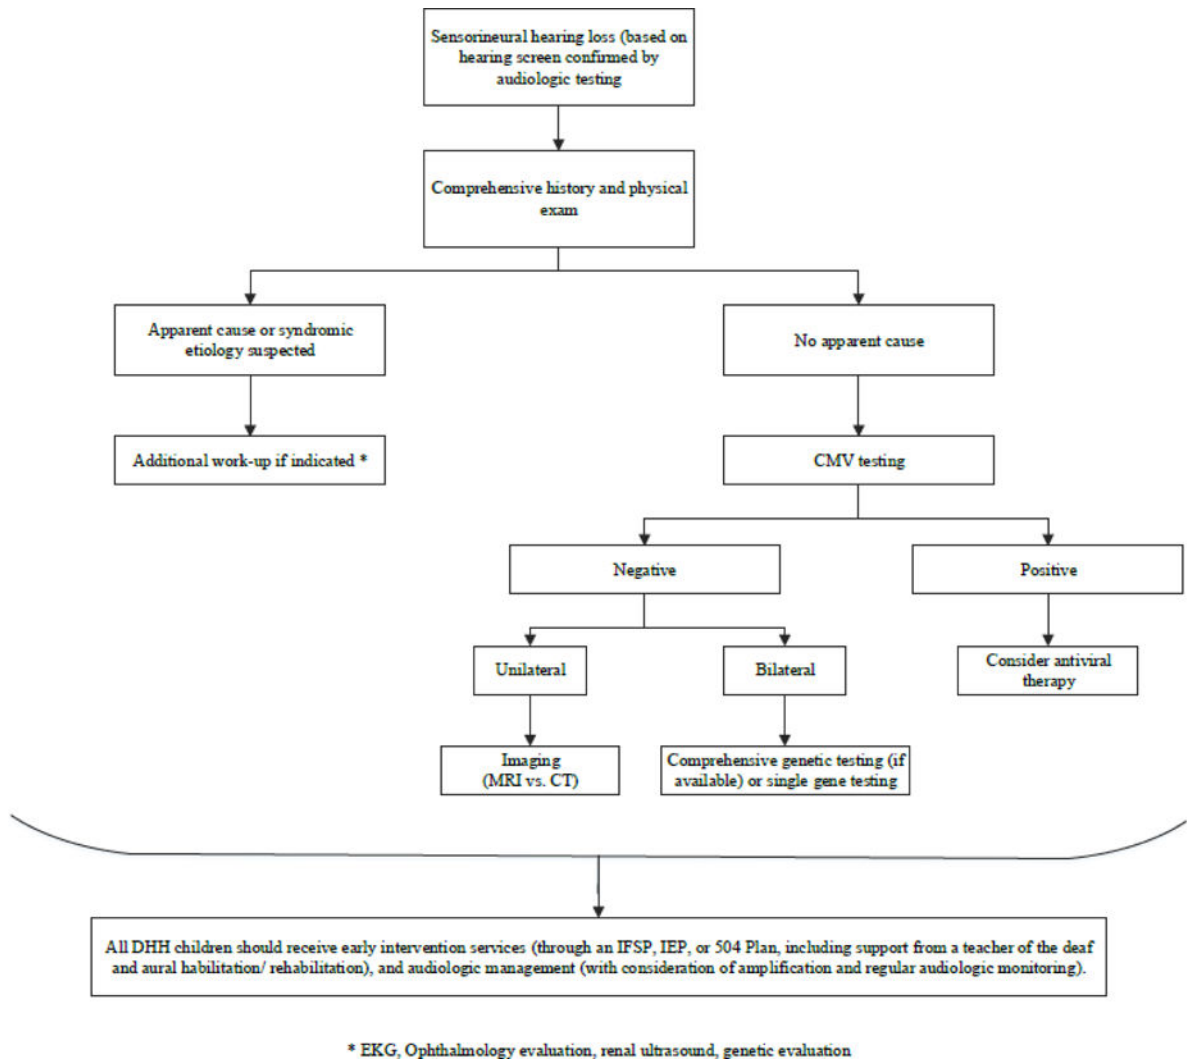 Sensorineural hearing loss (based on
hearing screen confirmed by
audiologic testing
Comprehensive history and physical
exam
Apparent cause or syndromic
etiology suspected
No apparent cause
Additional work-up if indicated *
CMV testing
Negative
Positive
Unilateral
Bilateral
Consider antiviral
therapy
Imaging
(MRI vs. CT)
Comprehensive genetic testing (if
available) or single gene testing
All DHH children should receive early intervention services (through an IFSP, IEP, or 504 Plan, including support from a teacher of the deaf
and aural habilitation/ rehabilitation), and audiologic management (with consideration of amplification and regular audiologic monitoring).
* EKG, Ophthalmology evaluation, renal ultrasound, genetic evaluation